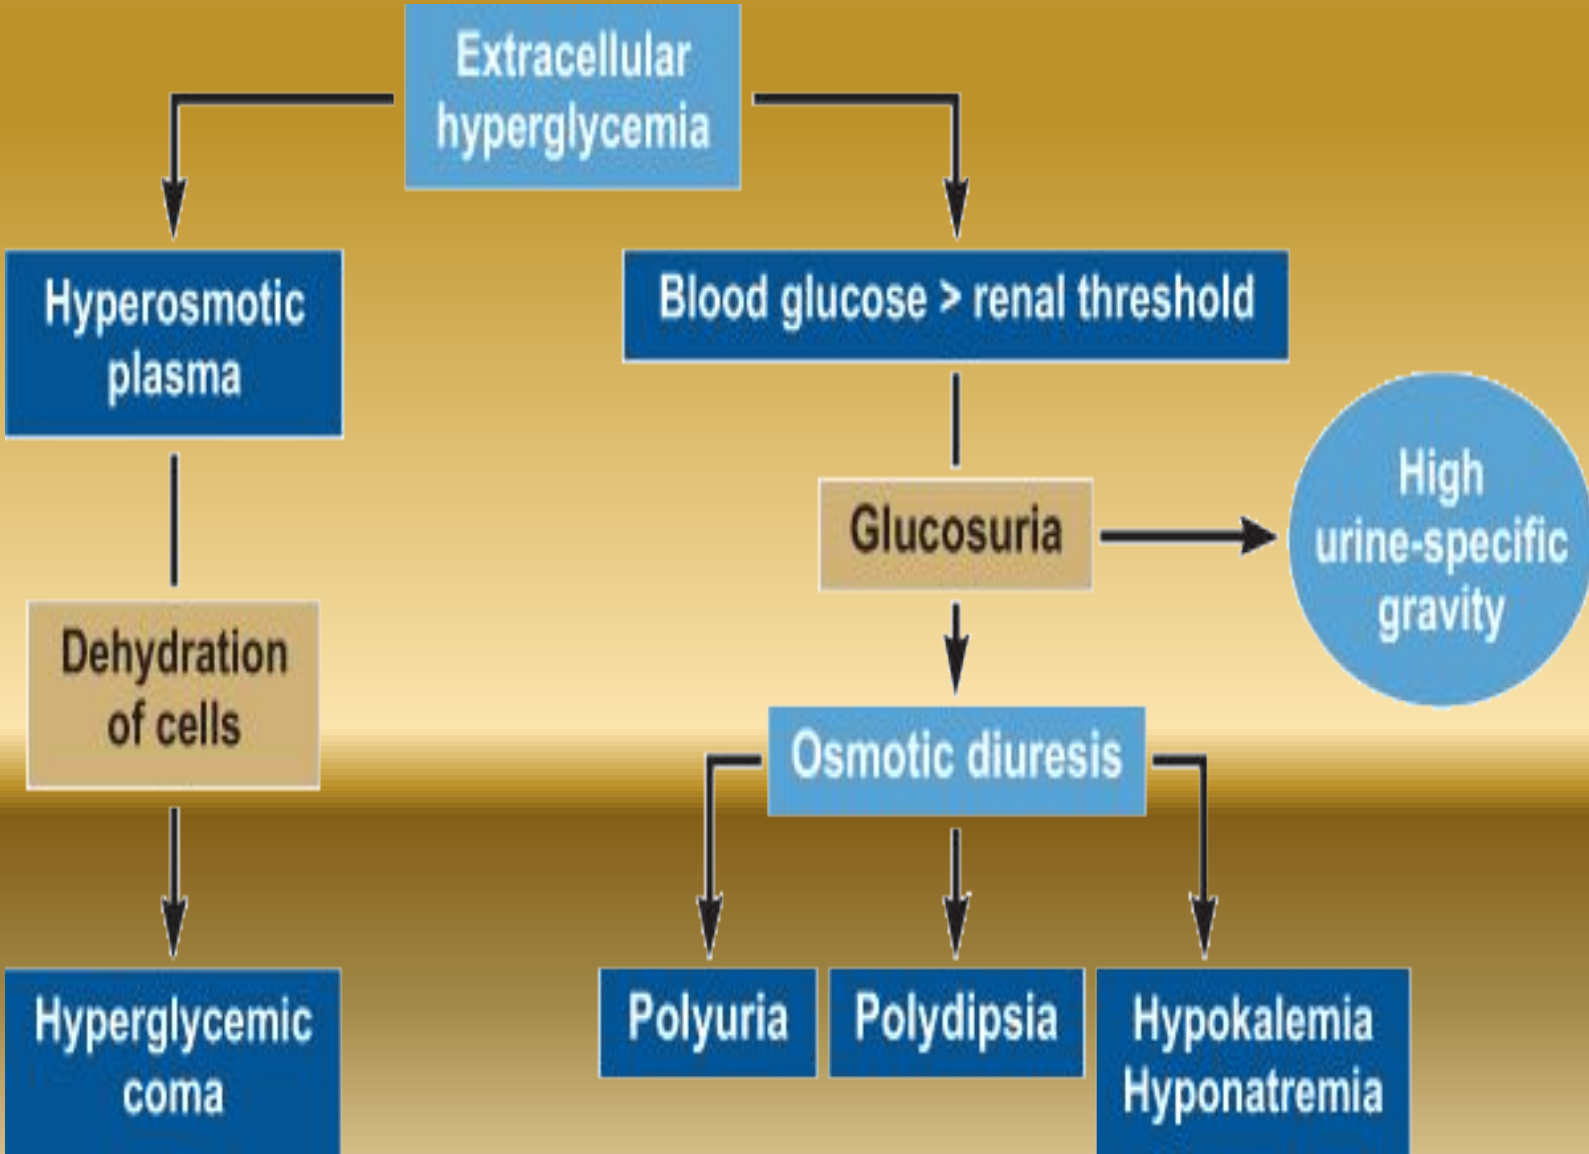 Extracellular
hyperglycemia
Hyperosmotic
plasma
Blood glucose > renal threshold
High
urine-specific
gravity
Glucosuria
Dehydration
of cells
Osmotic diuresis
Hyperglycemic
coma
Polyuria
Polydipsia
Hypokalemia
Hyponatremia